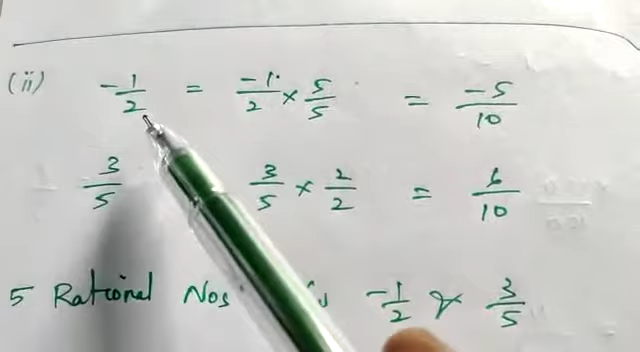 (ii) -1/2 = -1/2 × 5/5 = -5/10
3/5 3/5 × 2/2 = 6/10
5 Rational Nos -1/2 & 3/5